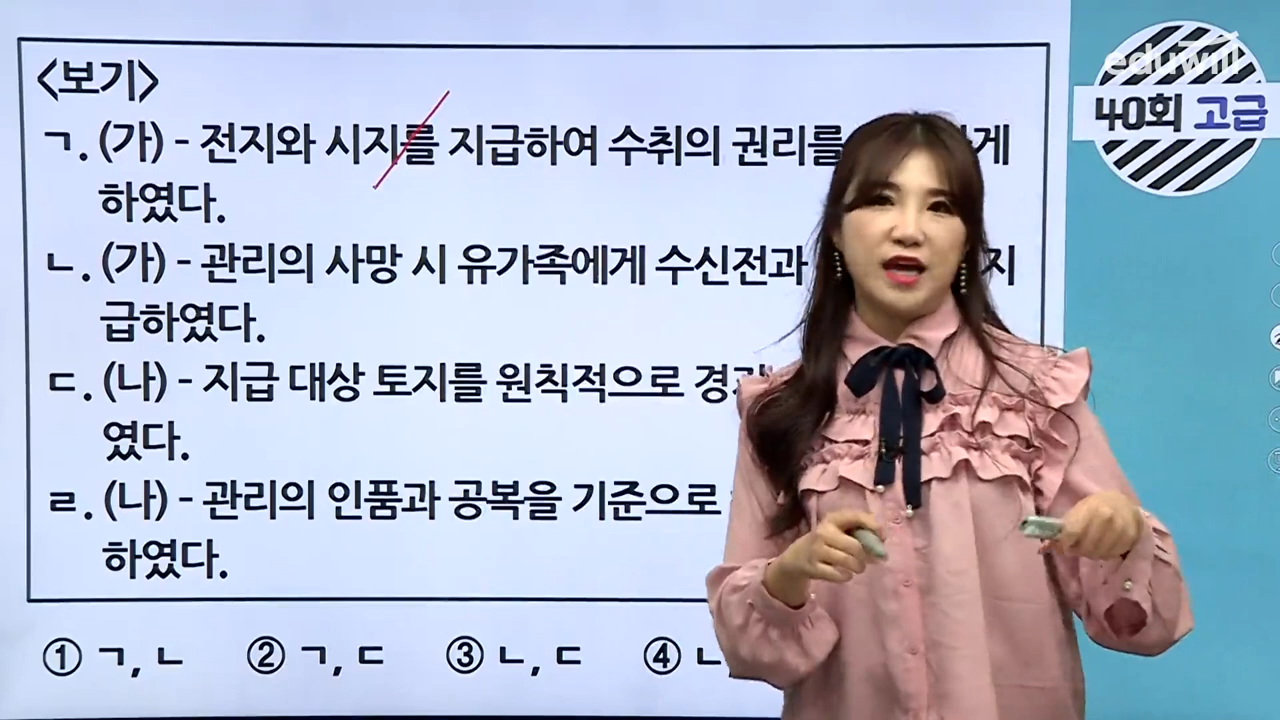 eduwill
40회 고급
<보기>
ㄱ. (가) - 전지와 시지를 지급하여 수취의 권리를 게
하였다.
ㄴ. (가) - 관리의 사망 시 유가족에게 수신전과 지
급하였다.
ㄷ. (나) - 지급 대상 토지를 원칙적으로
였다.
ㄹ. (나) - 관리의 인품과 공복을 기준으로
하였다.
① ㄱ, ㄴ ② ㄱ, ㄷ ③ ㄴ, ㄷ ④ ㄴ,